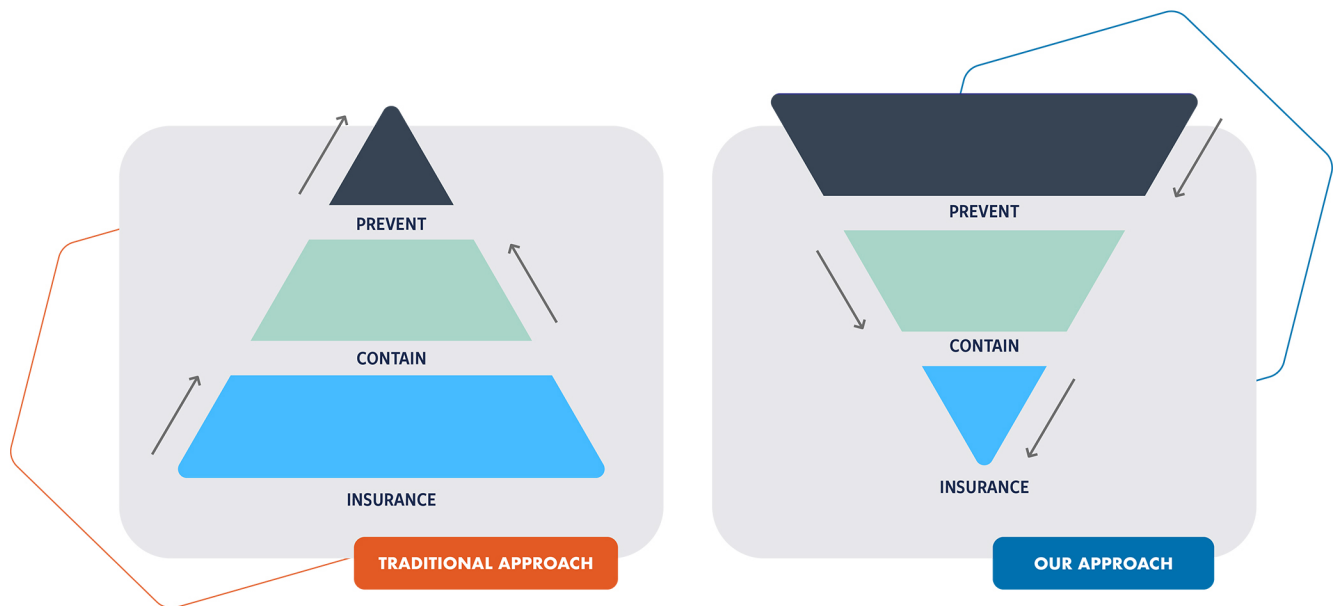 PREVENT
CONTAIN
INSURANCE
TRADITIONAL APPROACH
PREVENT
CONTAIN
INSURANCE
OUR APPROACH